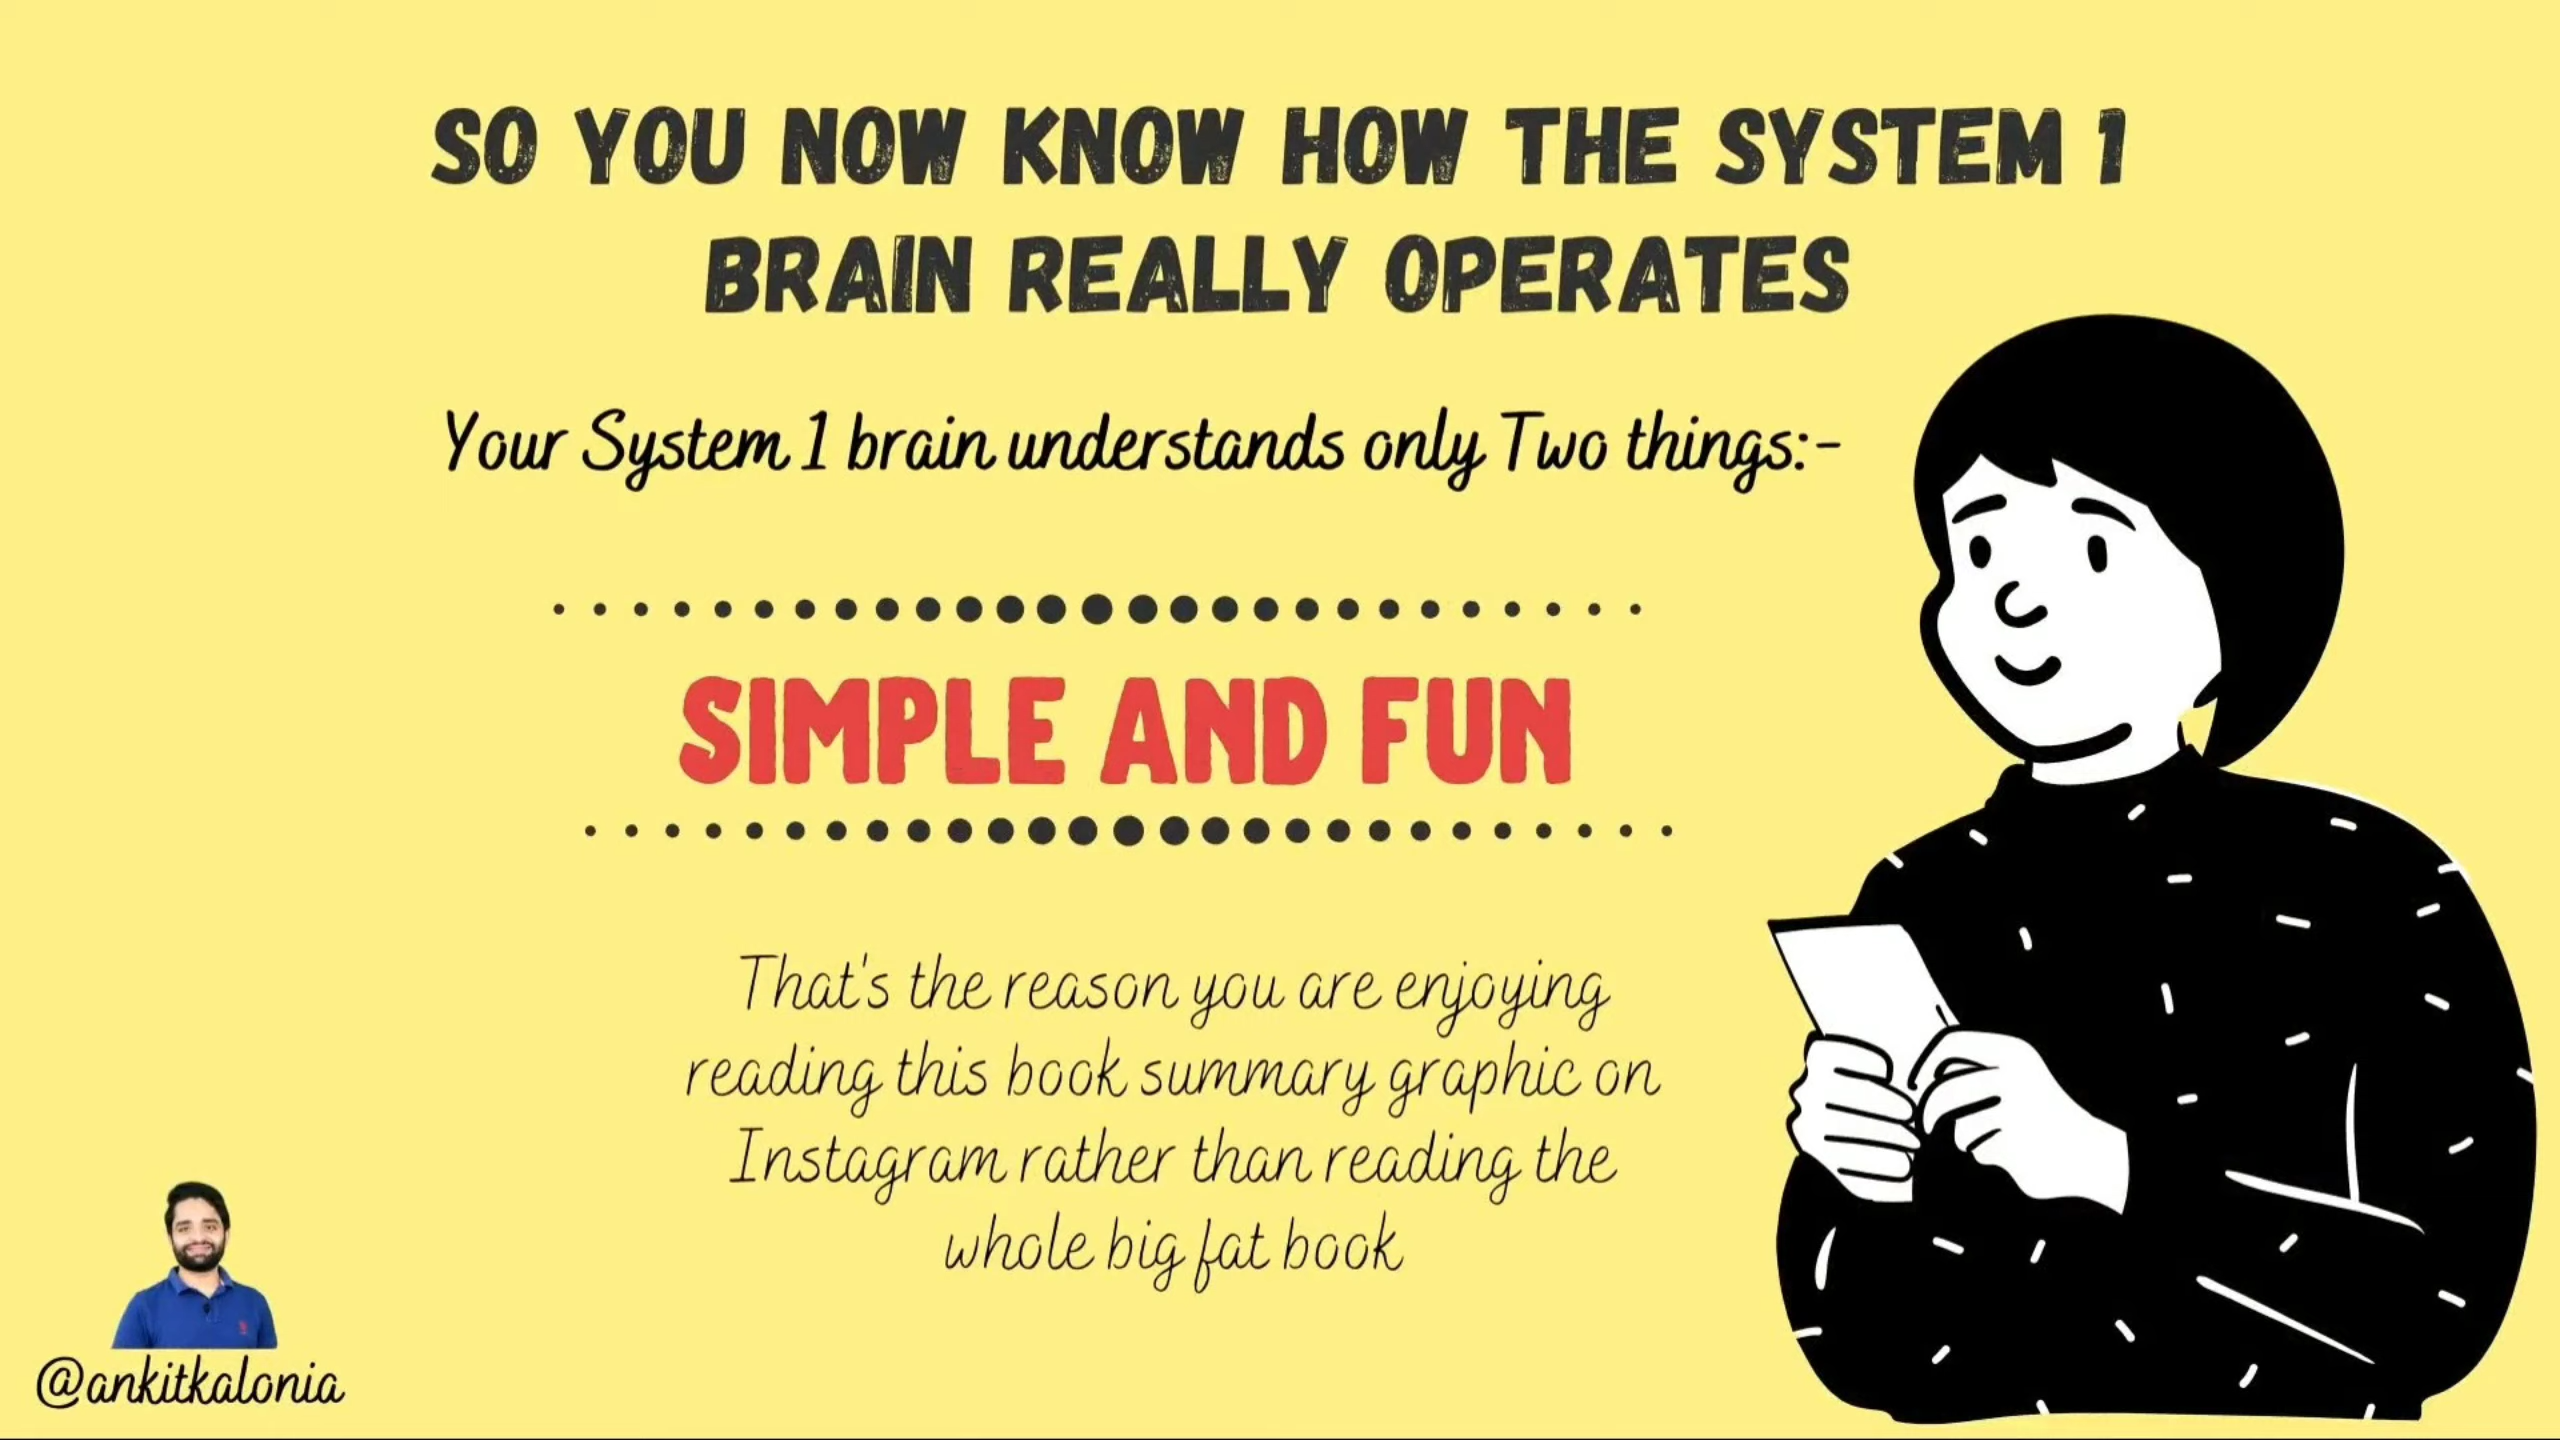 SO YOU NOW KNOW HOW THE SYSTEM 1
BRAIN REALLY OPERATES
Your System 1 brain understands only Two things:-
SIMPLE AND FUN
That's the reason you are enjoying
reading this book summary graphic on
Instagram rather than reading the
whole big fat book
@ankitkalonia